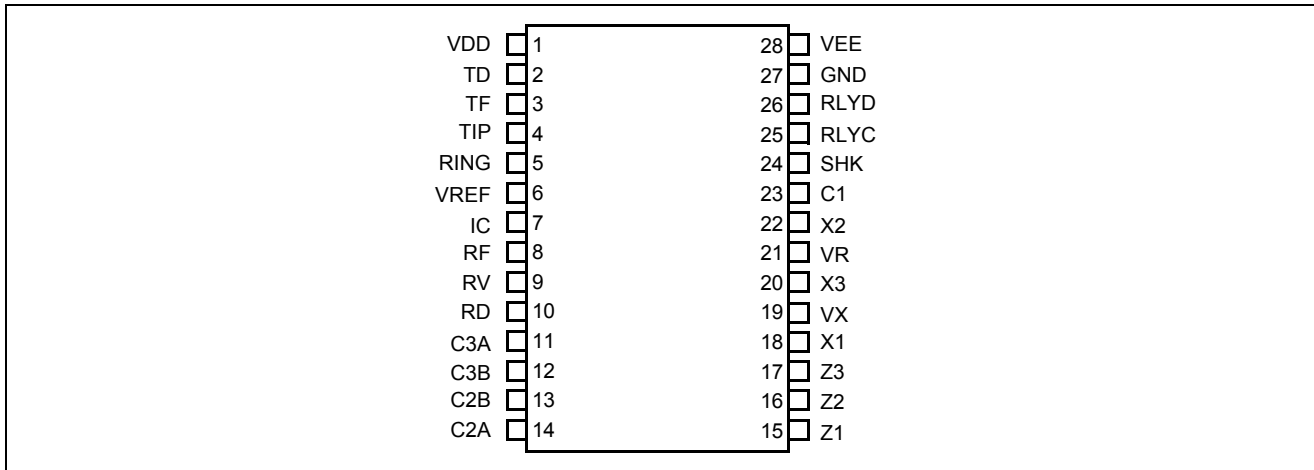 VDD 1 28 VEE
TD 2 27 GND
TF 3 26 RLYD
TIP 4 25 RLYC
RING 5 24 SHK
VREF 6 23 C1
IC 7 22 X2
RF 8 21 VR
RV 9 20 X3
RD 10 19 VX
C3A 11 18 X1
C3B 12 17 Z3
C2B 13 16 Z2
C2A 14 15 Z1